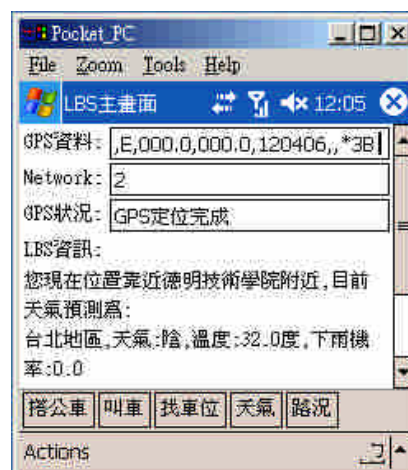 Pocket_PC
File Zoom Tools Help
LBS主畫面 12:05
GPS資料: ,E,000.0,000.0,120406,,*3B
Network: 2
GPS狀況: GPS定位完成
LBS資訊:
您現在位置靠近德明技術學院附近,目前
天氣預測為:
台北地區,天氣:陰,溫度:32.0度,下雨機
率:0.0
搭公車 叫車 找車位 天氣 路況
Actions